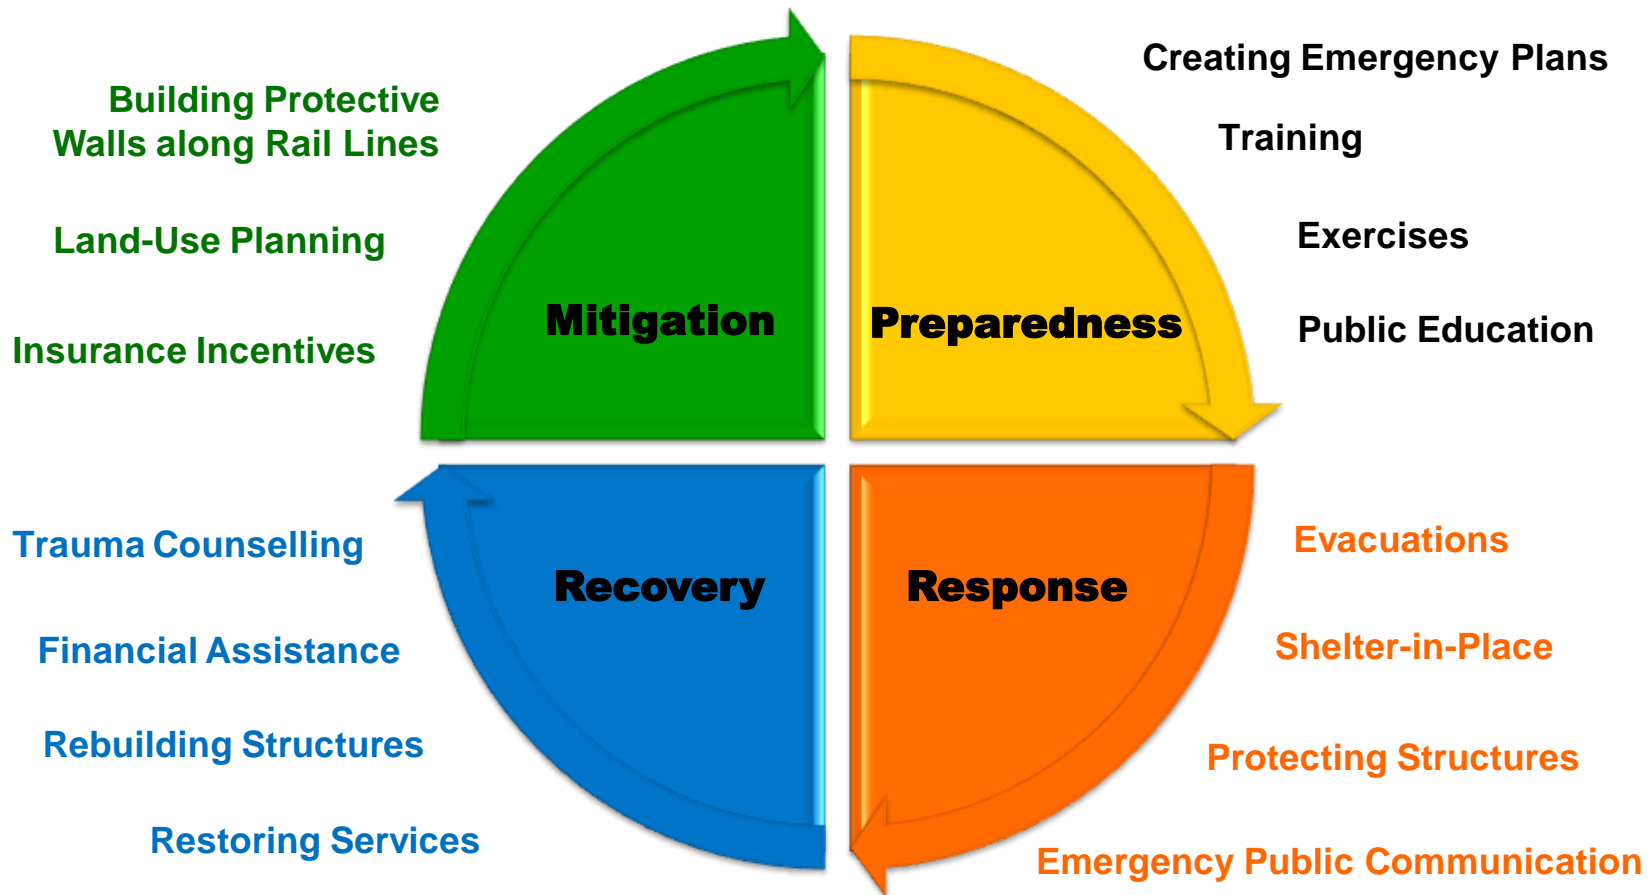 Building Protective
Walls along Rail Lines
Land-Use Planning
Insurance Incentives
Mitigation
Creating Emergency Plans
Training
Exercises
Public Education
Preparedness
Trauma Counselling
Financial Assistance
Rebuilding Structures
Restoring Services
Recovery
Response
Evacuations
Shelter-in-Place
Protecting Structures
Emergency Public Communication